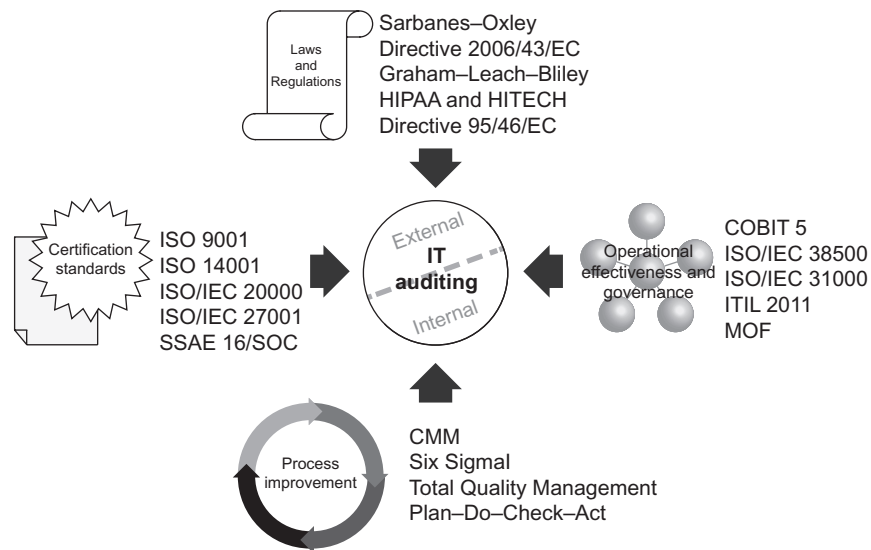 Laws
and
Regulations
Sarbanes–Oxley
Directive 2006/43/EC
Graham–Leach–Bliley
HIPAA and HITECH
Directive 95/46/EC
Certification
standards
ISO 9001
ISO 14001
ISO/IEC 20000
ISO/IEC 27001
SSAE 16/SOC
External
IT
auditing
Internal
Operational
effectiveness and
governance
COBIT 5
ISO/IEC 38500
ISO/IEC 31000
ITIL 2011
MOF
Process
improvement
CMM
Six Sigmal
Total Quality Management
Plan–Do–Check–Act